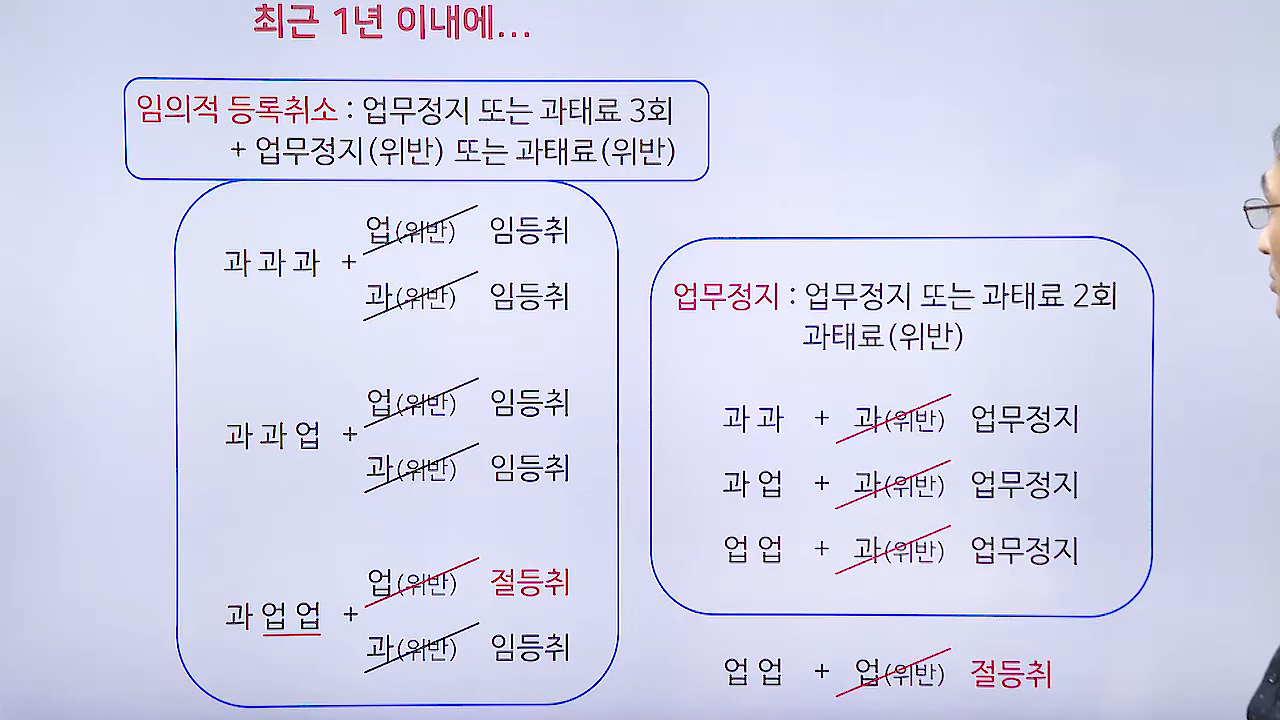 최근 1년 이내에...
임의적 등록취소 : 업무정지 또는 과태료 3회
+ 업무정지(위반) 또는 과태료(위반)
업(위반) 임등취
과 과 과 +
과(위반) 임등취
업(위반) 임등취
과 과 업 +
과(위반) 임등취
업(위반) 절등취
과 업 업 +
과(위반) 임등취
업무정지 : 업무정지 또는 과태료 2회
과태료(위반)
과 과 + 과(위반) 업무정지
과 업 + 과(위반) 업무정지
업 업 + 과(위반) 업무정지
업 업 + 업(위반) 절등취